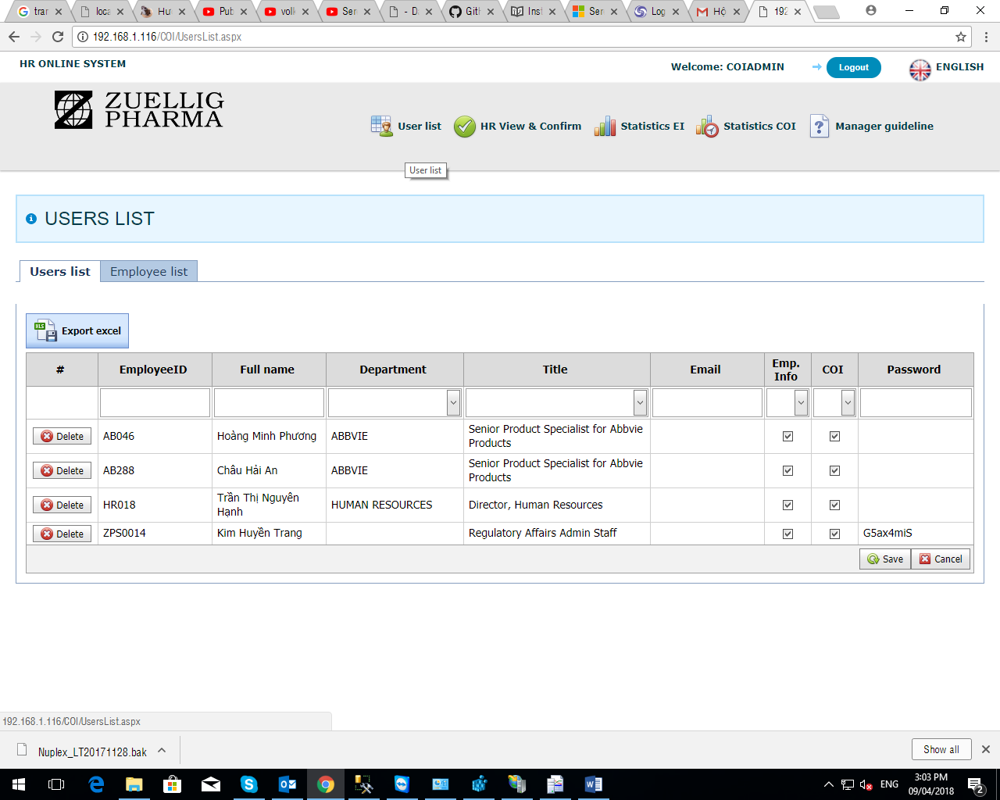 trar
loca
Hướ
Pub
volk
Ser
- Da
Gitl
Inst
Ser
Log
Hộ
192
192.168.1.116/COI/UsersList.aspx
HR ONLINE SYSTEM
Welcome: COIADMIN
Logout
ENGLISH
ZUELLIG
PHARMA
User list
HR View & Confirm
Statistics EI
Statistics COI
Manager guideline
User list
USERS LIST
Users list
Employee list
XLS
Export excel
# EmployeeID Full name Department Title Email Emp. Info COI Password
Delete AB046 Hoàng Minh Phương ABBVIE Senior Product Specialist for Abbvie Products
Delete AB288 Châu Hải An ABBVIE Senior Product Specialist for Abbvie Products
Delete HR018 Trần Thị Nguyên Hạnh HUMAN RESOURCES Director, Human Resources
Delete ZPS0014 Kim Huyền Trang Regulatory Affairs Admin Staff G5ax4miS
Save Cancel
192.168.1.116/COI/UsersList.aspx
Nuplex_LT20171128.bak
Show all
ENG
3:03 PM
09/04/2018
2